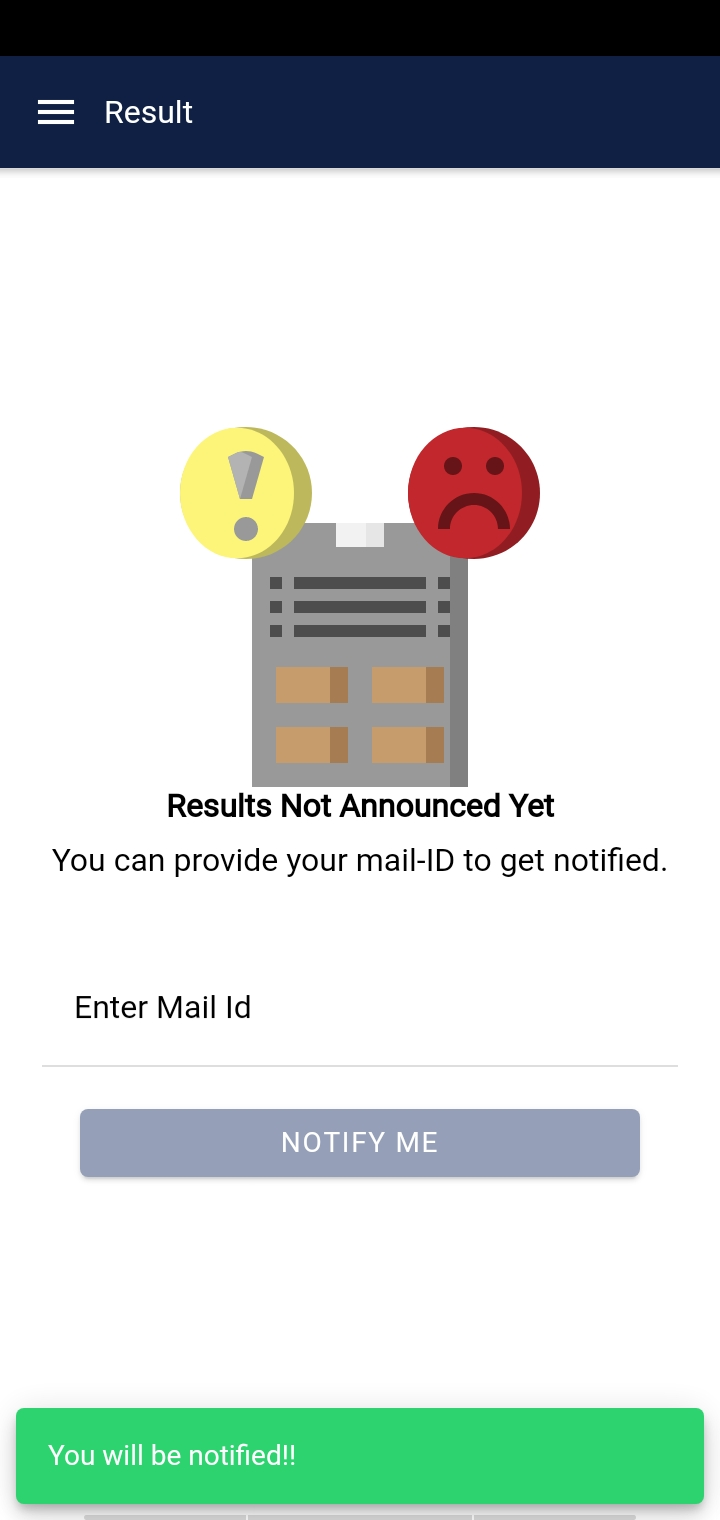 Result
Results Not Announced Yet
You can provide your mail-ID to get notified.
Enter Mail Id
NOTIFY ME
You will be notified!!